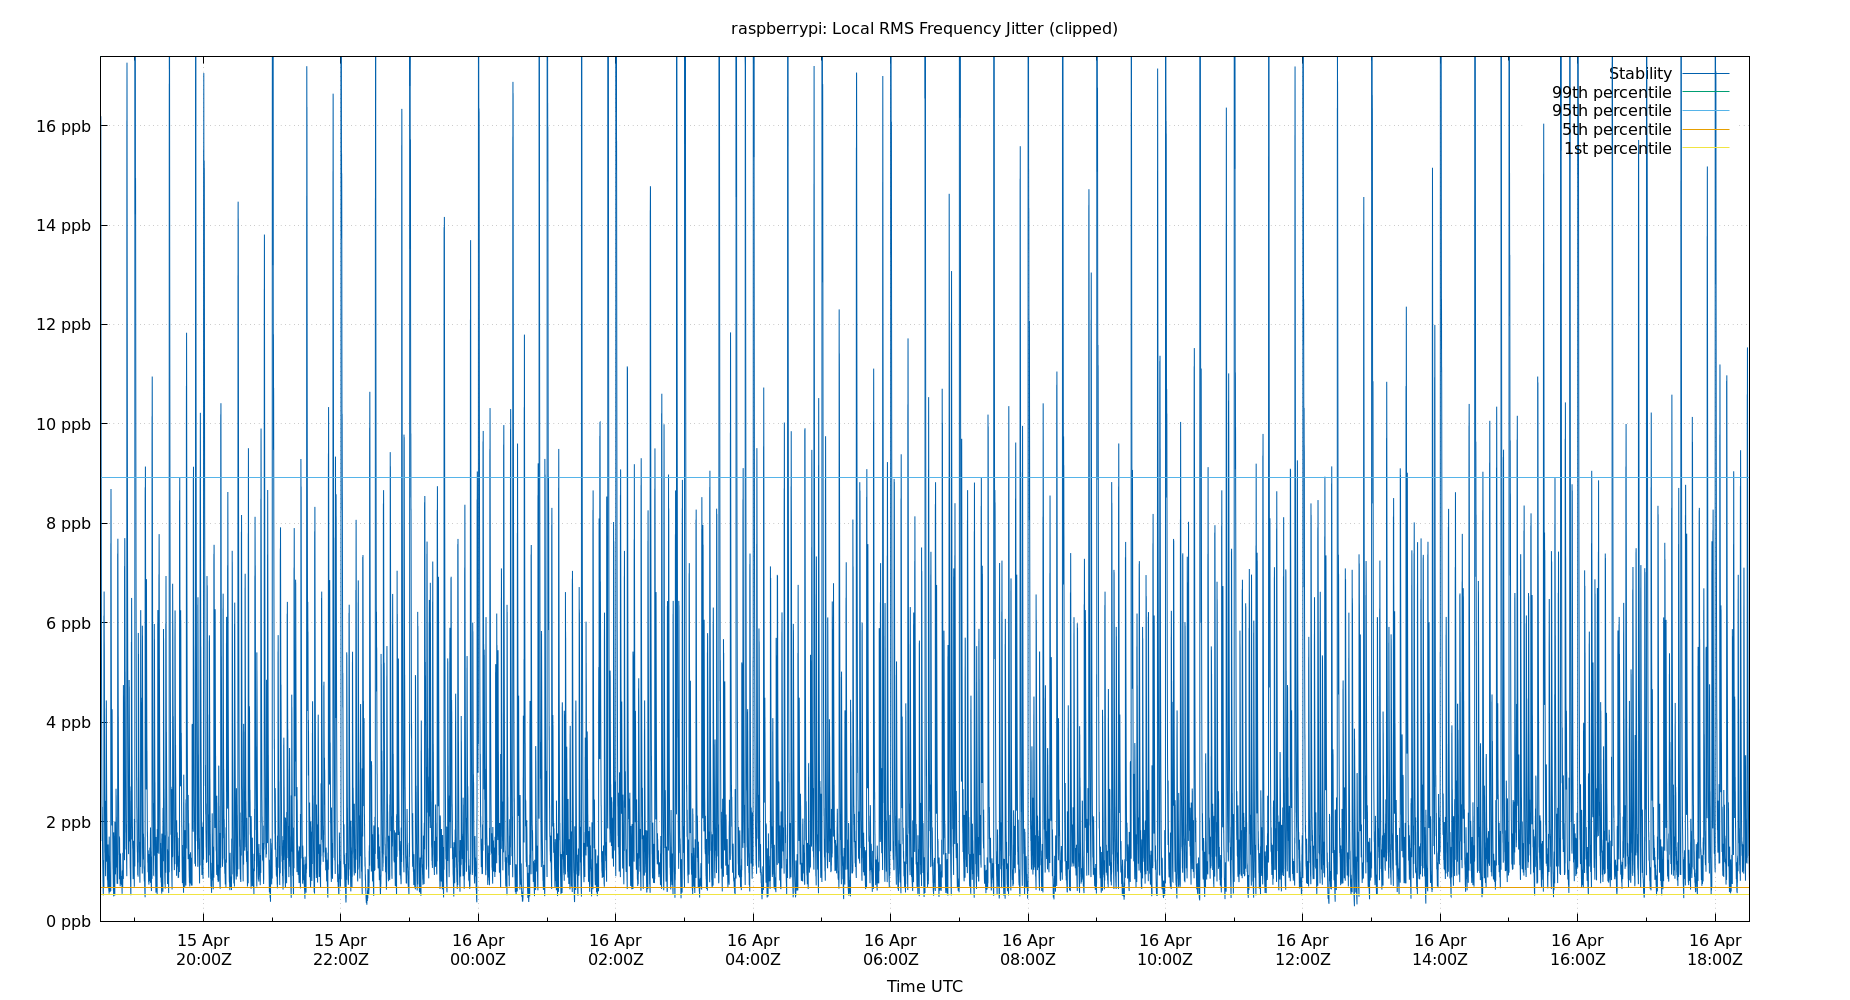 raspberrypi: Local RMS Frequency Jitter (clipped)
Stability
99th percentile
95th percentile
5th percentile
1st percentile
16 ppb
14 ppb
12 ppb
10 ppb
8 ppb
6 ppb
4 ppb
2 ppb
0 ppb
15 Apr 15 Apr 16 Apr 16 Apr 16 Apr 16 Apr 16 Apr 16 Apr 16 Apr 16 Apr 16 Apr 16 Apr
20:00Z 22:00Z 00:00Z 02:00Z 04:00Z 06:00Z 08:00Z 10:00Z 12:00Z 14:00Z 16:00Z 18:00Z
Time UTC